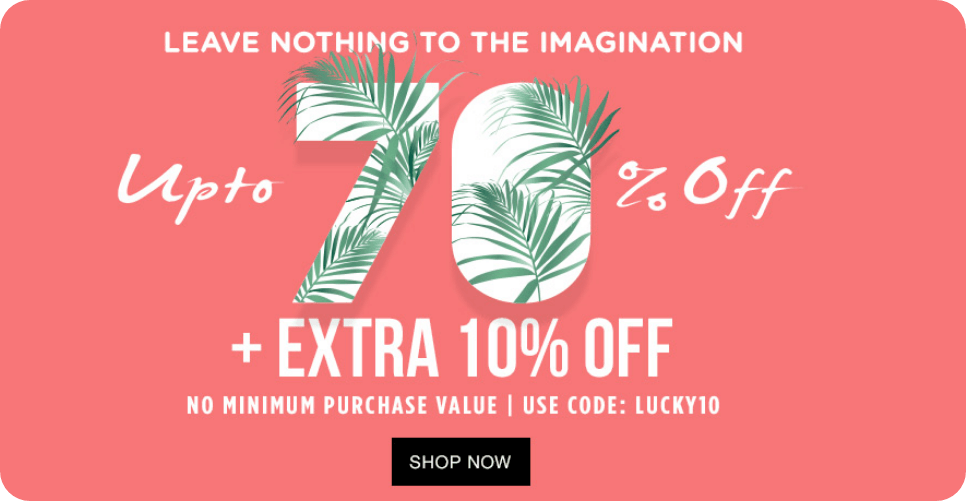 LEAVE NOTHING TO THE IMAGINATION
Upto 70% Off
+ EXTRA 10% OFF
NO MINIMUM PURCHASE VALUE | USE CODE: LUCKY10
SHOP NOW